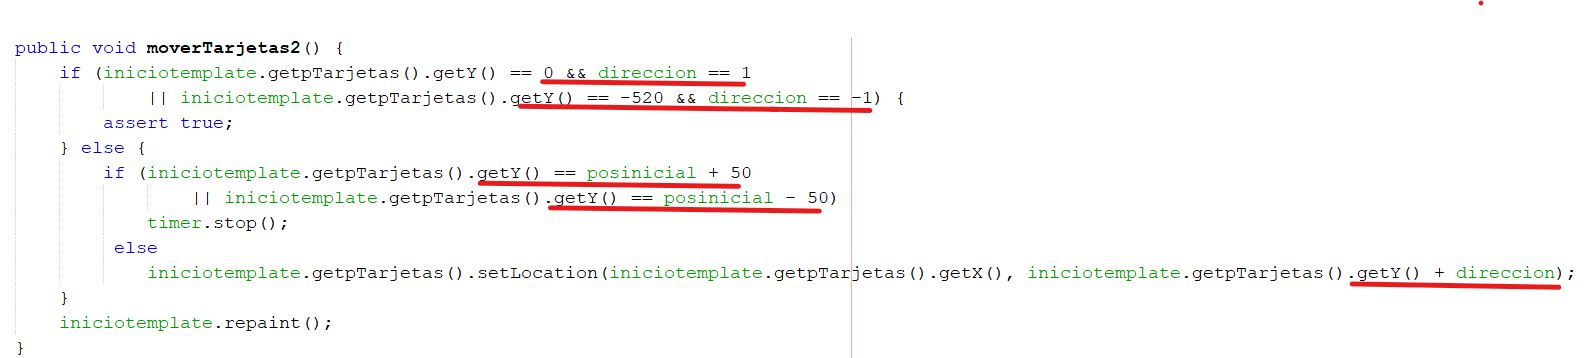 public void moverTarjetas2() {
if (iniciotemplate.getpTarjetas().getY() == 0 && direccion == 1
|| iniciotemplate.getpTarjetas().getY() == -520 && direccion == -1) {
assert true;
} else {
if (iniciotemplate.getpTarjetas().getY() == posinicial + 50
|| iniciotemplate.getpTarjetas().getY() == posinicial - 50)
timer.stop();
else
iniciotemplate.getpTarjetas().setLocation(iniciotemplate.getpTarjetas().getX(), iniciotemplate.getpTarjetas().getY() + direccion);
}
iniciotemplate.repaint();
}